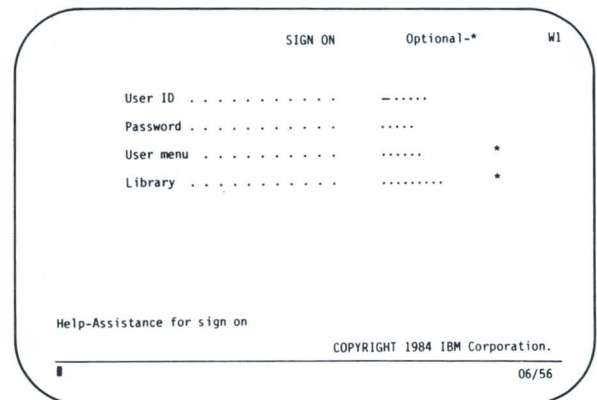 SIGN ON Optional-* W1
User ID . . . . . . . . . . . _.....
Password . . . . . . . . . . . .....
User menu . . . . . . . . . . ...... *
Library . . . . . . . . . . . ......... *
Help-Assistance for sign on
COPYRIGHT 1984 IBM Corporation.
06/56